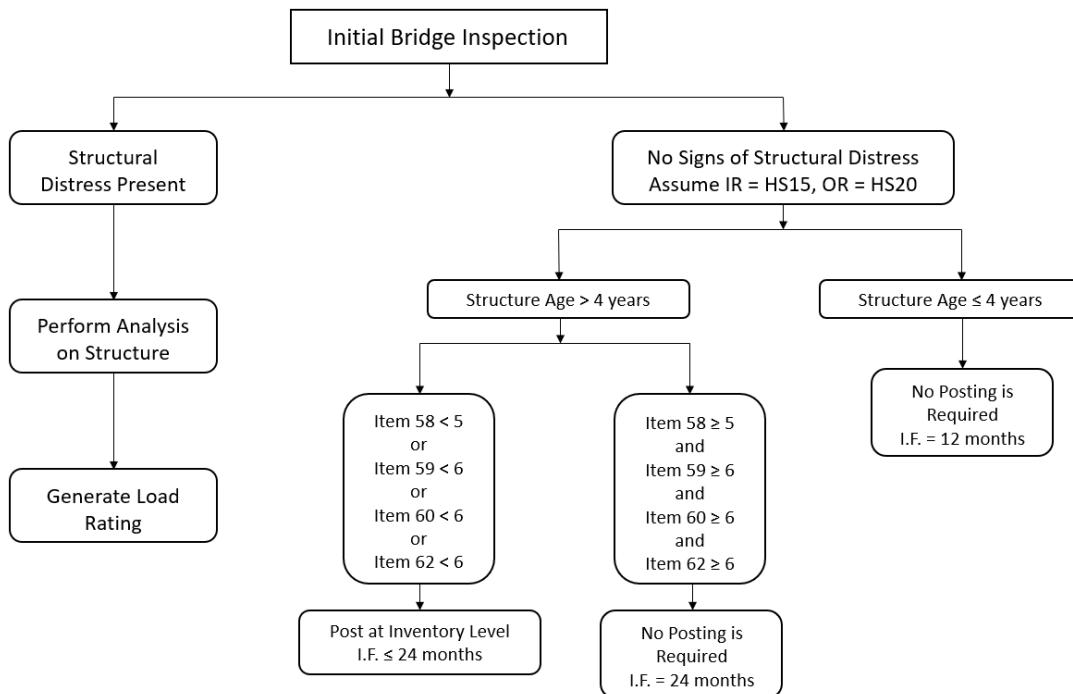 Initial Bridge Inspection
Structural
Distress Present
No Signs of Structural Distress
Assume IR = HS15, OR = HS20
Structure Age > 4 years
Structure Age ≤ 4 years
Perform Analysis
on Structure
No Posting is
Required
I.F. = 12 months
Item 58 < 5
or
Item 59 < 6
or
Item 60 < 6
or
Item 62 < 6
Item 58 ≥ 5
and
Item 59 ≥ 6
and
Item 60 ≥ 6
and
Item 62 ≥ 6
Generate Load
Rating
Post at Inventory Level
I.F. ≤ 24 months
No Posting is
Required
I.F. = 24 months